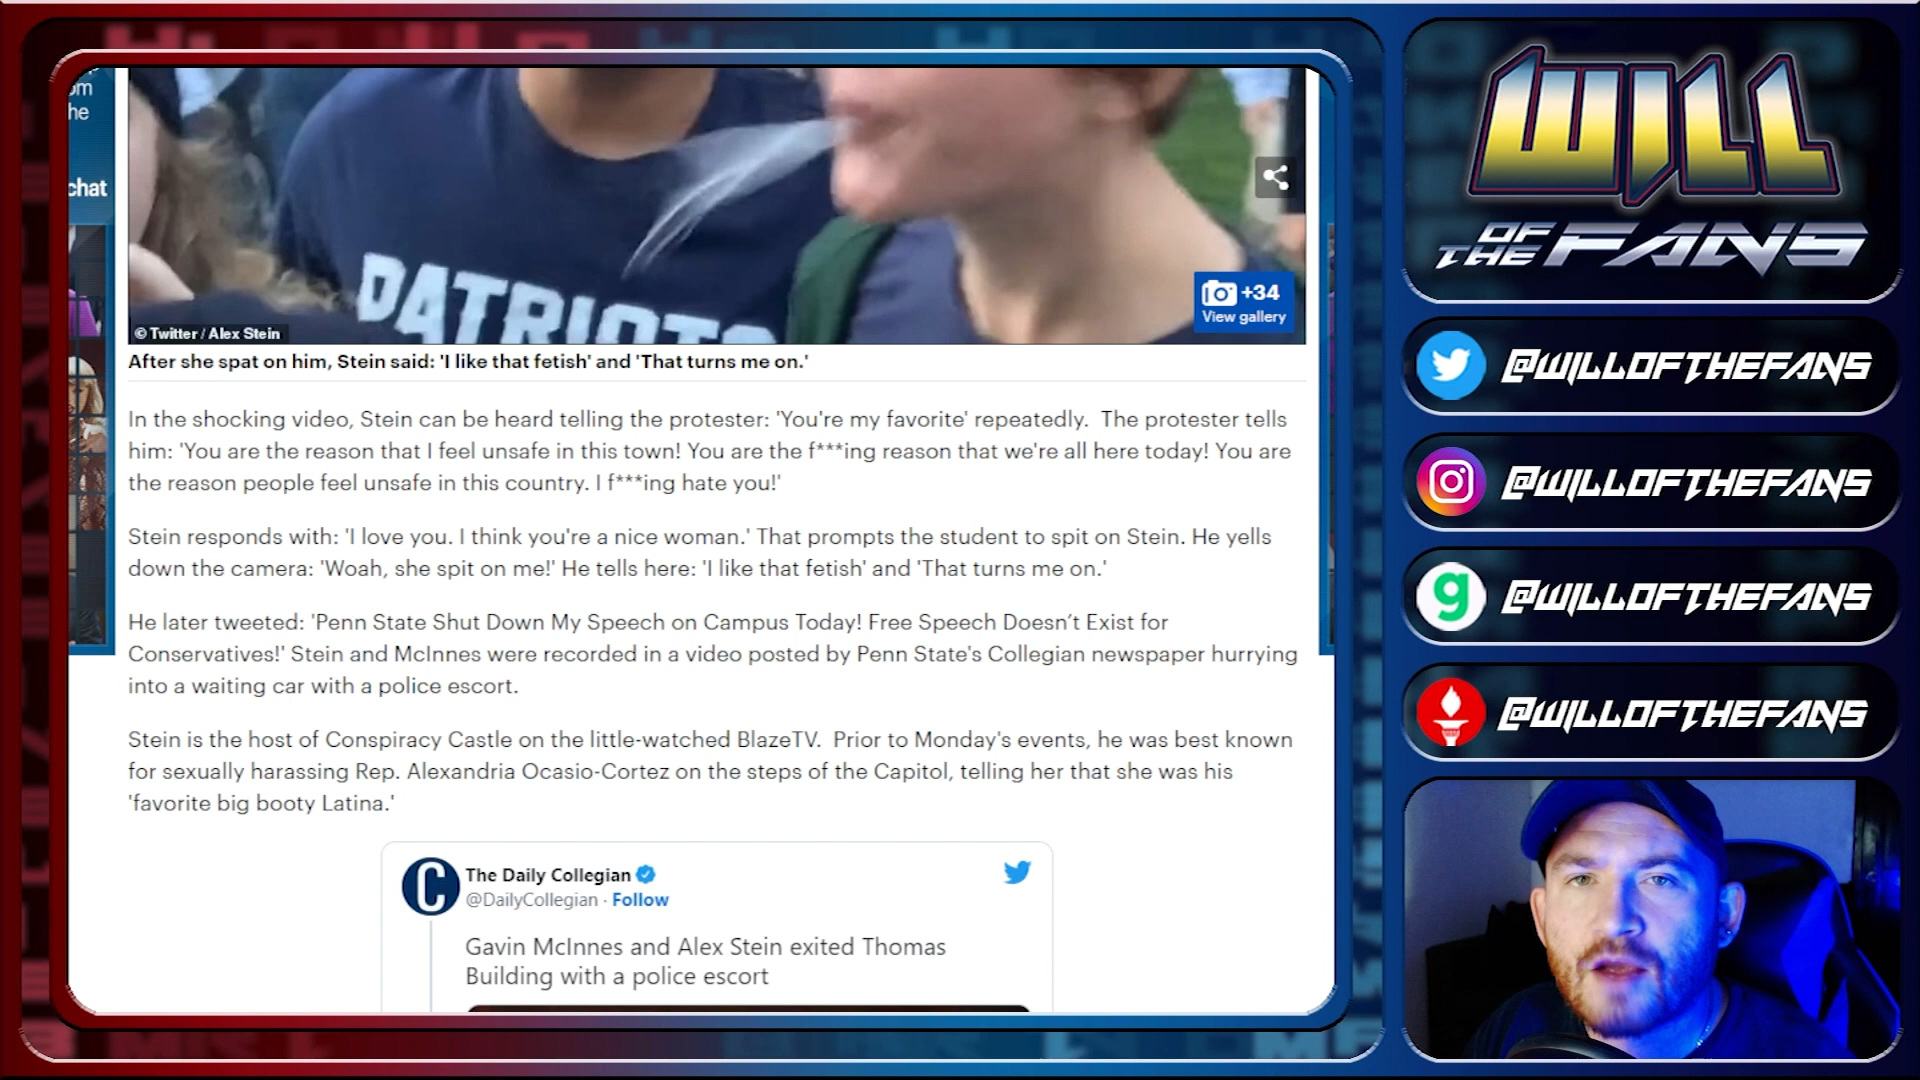 om
he
chat
PATRIOTS
+34
View gallery
© Twitter / Alex Stein
After she spat on him, Stein said: 'I like that fetish' and 'That turns me on.'
In the shocking video, Stein can be heard telling the protester: 'You're my favorite' repeatedly.  The protester tells
him: 'You are the reason that I feel unsafe in this town! You are the f***ing reason that we're all here today! You are
the reason people feel unsafe in this country. I f***ing hate you!'
Stein responds with: 'I love you. I think you're a nice woman.' That prompts the student to spit on Stein. He yells
down the camera: 'Woah, she spit on me!' He tells here: 'I like that fetish' and 'That turns me on.'
He later tweeted: 'Penn State Shut Down My Speech on Campus Today! Free Speech Doesn’t Exist for
Conservatives!' Stein and McInnes were recorded in a video posted by Penn State's Collegian newspaper hurrying
into a waiting car with a police escort.
Stein is the host of Conspiracy Castle on the little-watched BlazeTV.  Prior to Monday's events, he was best known
for sexually harassing Rep. Alexandria Ocasio-Cortez on the steps of the Capitol, telling her that she was his
'favorite big booty Latina.'
The Daily Collegian
@DailyCollegian · Follow
Gavin McInnes and Alex Stein exited Thomas
Building with a police escort
WILL
OF THE FANS
@WILLOFTHEFANS
@WILLOFTHEFANS
@WILLOFTHEFANS
@WILLOFTHEFANS